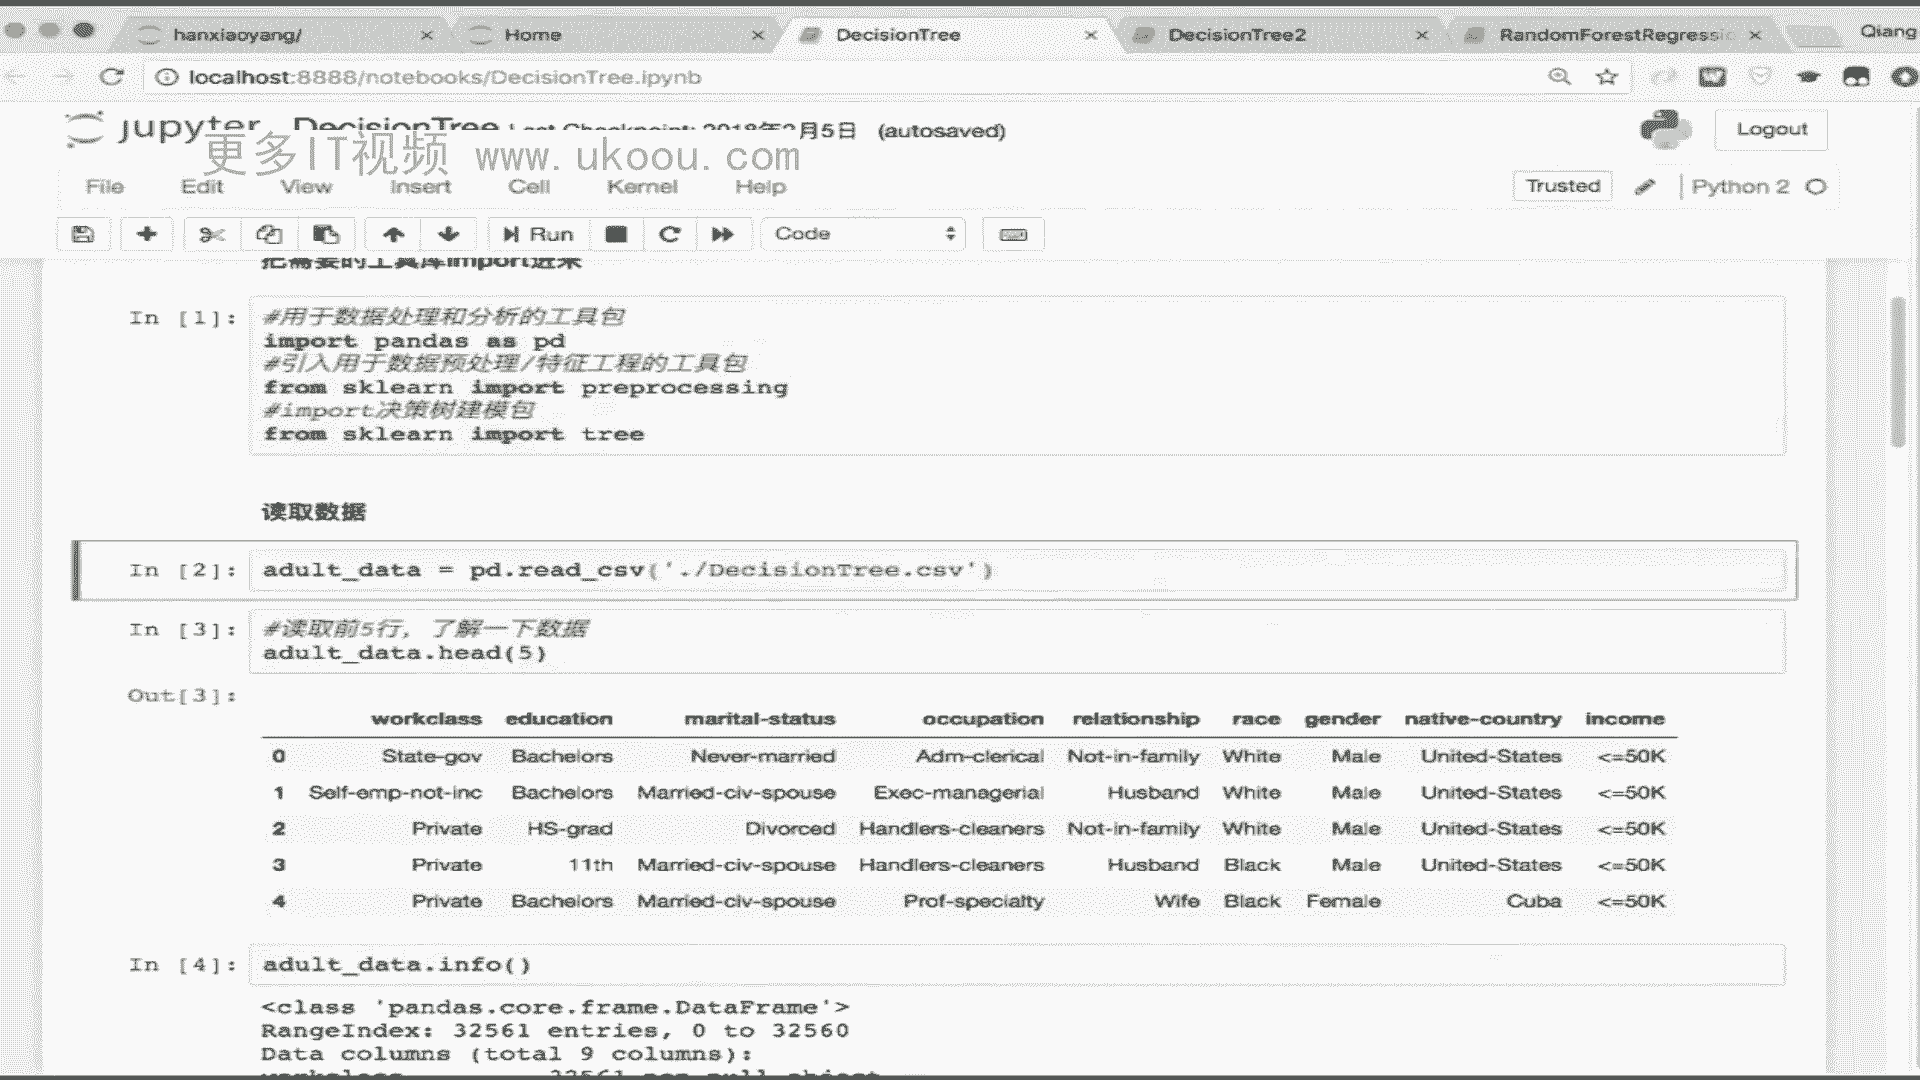 hanxiaoyang/ Home DecisionTree DecisionTree2 RandomForestRegressi Qiang
localhost:8888/notebooks/DecisionTree.ipynb
jupyter DecisionTree Last Checkpoint: 2018年2月5日 (autosaved) Logout
更多IT视频 www.ukoou.com
File Edit View Insert Cell Kernel Help Trusted Python 2
Run Code
把需要的工具库import进来
In [1]: #用于数据处理和分析的工具包
import pandas as pd
#引入用于数据预处理/特征工程的工具包
from sklearn import preprocessing
#import决策树建模包
from sklearn import tree
读取数据
In [2]: adult_data = pd.read_csv('./DecisionTree.csv')
In [3]: #读取前5行，了解一下数据
adult_data.head(5)
Out[3]:
workclass education marital-status occupation relationship race gender native-country income
0 State-gov Bachelors Never-married Adm-clerical Not-in-family White Male United-States <=50K
1 Self-emp-not-inc Bachelors Married-civ-spouse Exec-managerial Husband White Male United-States <=50K
2 Private HS-grad Divorced Handlers-cleaners Not-in-family White Male United-States <=50K
3 Private 11th Married-civ-spouse Handlers-cleaners Husband Black Male United-States <=50K
4 Private Bachelors Married-civ-spouse Prof-specialty Wife Black Female Cuba <=50K
In [4]: adult_data.info()
<class 'pandas.core.frame.DataFrame'>
RangeIndex: 32561 entries, 0 to 32560
Data columns (total 9 columns):
workclass 32561 non-null object